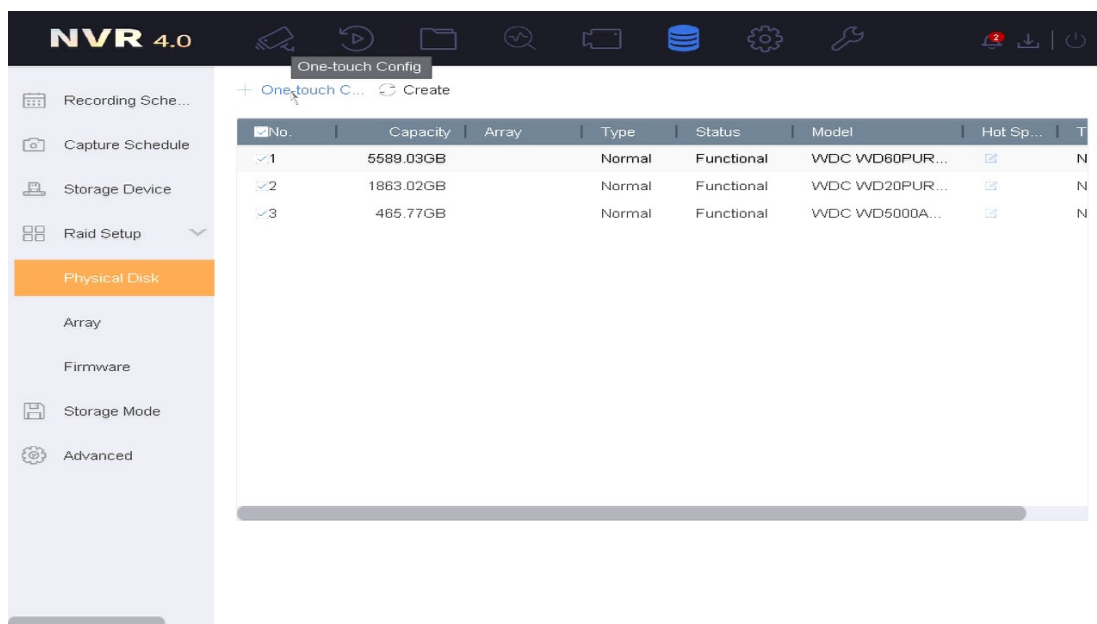 NVR 4.0
2
One-touch Config
One-touch C... Create
Recording Sche...
Capture Schedule
Storage Device
Raid Setup
Physical Disk
Array
Firmware
Storage Mode
Advanced
No. Capacity Array Type Status Model Hot Sp... T
1 5589.03GB Normal Functional WDC WD60PUR... N
2 1863.02GB Normal Functional WDC WD20PUR... N
3 465.77GB Normal Functional WDC WD5000A... N